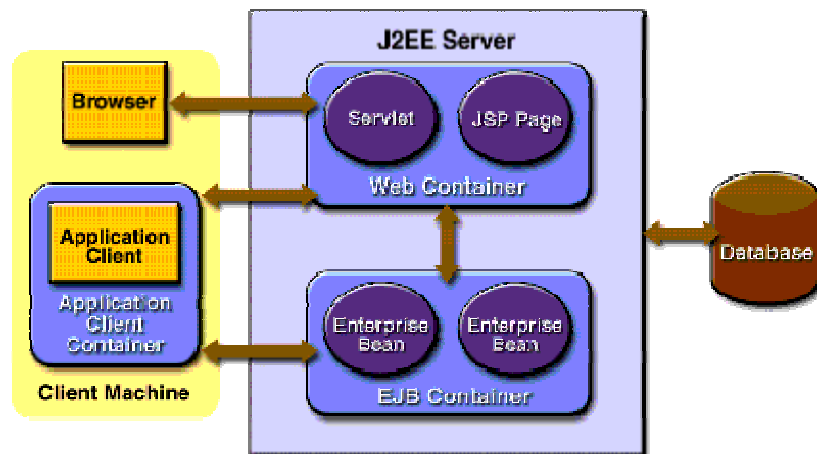 J2EE Server
Browser
Servlet
JSP Page
Web Container
Application
Client
Application
Client
Container
Client Machine
Enterprise
Bean
Enterprise
Bean
EJB Container
Database